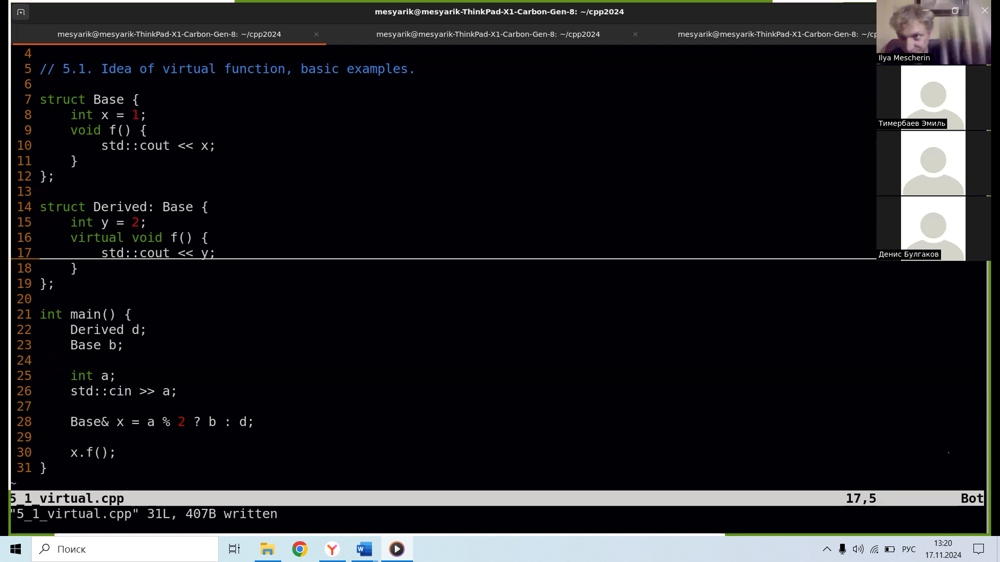 mesyarik@mesyarik-ThinkPad-X1-Carbon-Gen-8: ~/cpp2024
mesyarik@mesyarik-ThinkPad-X1-Carbon-Gen-8: ~/cpp2024 × mesyarik@mesyarik-ThinkPad-X1-Carbon-Gen-8: ~/cpp2024 × mesyarik@mesyarik-ThinkPad-X1-Carbon-Gen-8: ~/cp
Ilya Mescherin
Тимербаев Эмиль
Денис Булгаков
4
5 // 5.1. Idea of virtual function, basic examples.
6
7 struct Base {
8     int x = 1;
9     void f() {
10         std::cout << x;
11     }
12 };
13
14 struct Derived: Base {
15     int y = 2;
16     virtual void f() {
17         std::cout << y;
18     }
19 };
20
21 int main() {
22     Derived d;
23     Base b;
24
25     int a;
26     std::cin >> a;
27
28     Base& x = a % 2 ? b : d;
29
30     x.f();
31 }
~
5_1_virtual.cpp 17,5 Bot
"5_1_virtual.cpp" 31L, 407B written
Поиск
РУС
13:20
17.11.2024